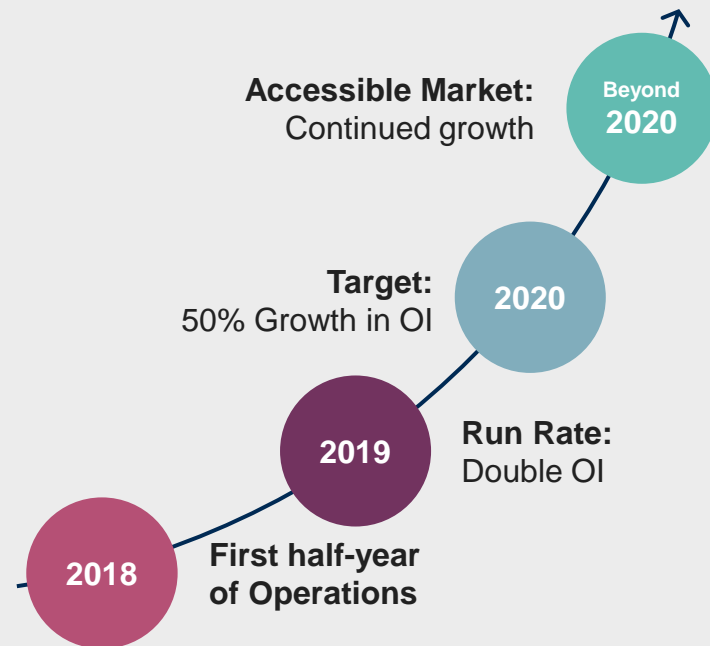 Accessible Market:
Continued growth
Beyond
2020
Target:
50% Growth in OI
2020
2019
Run Rate:
Double OI
2018
First half-year
of Operations